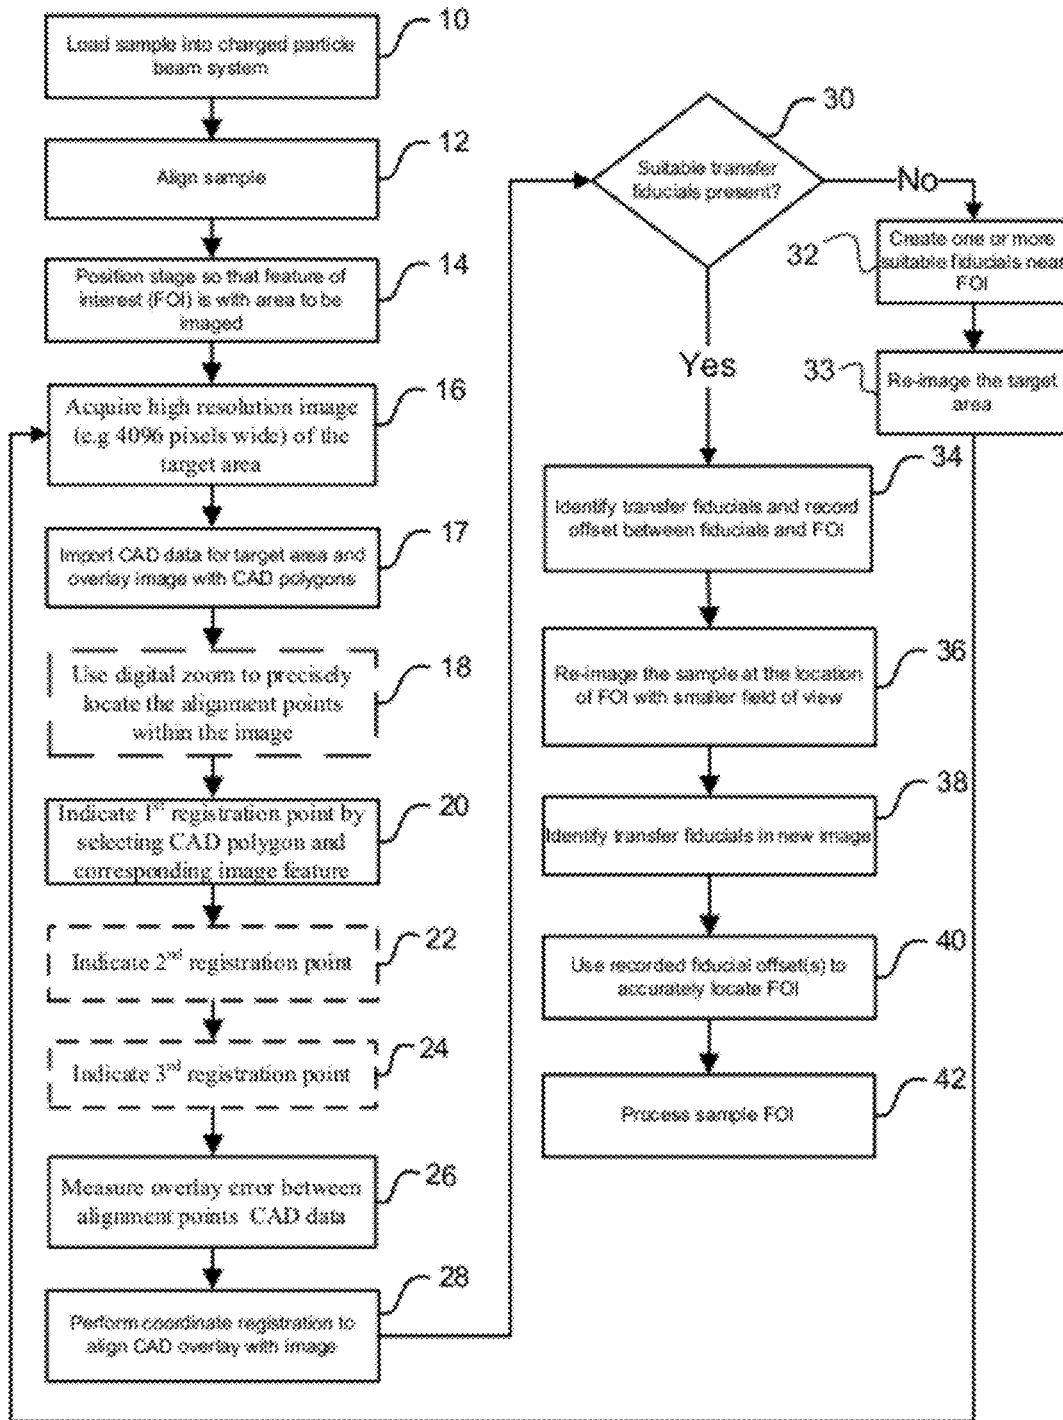 10
Load sample into charged particle
beam system
12
Align sample
14
Position stage so that feature of
interest (FOI) is with area to be
imaged
16
Acquire high resolution image
(e.g 4096 pixels wide) of the
target area
17
Import CAD data for target area and
overlay image with CAD polygons
18
Use digital zoom to precisely
locate the alignment points
within the image
20
Indicate 1st registration point by
selecting CAD polygon and
corresponding image feature
22
Indicate 2nd registration point
24
Indicate 3rd registration point
26
Measure overlay error between
alignment points CAD data
28
Perform coordinate registration to
align CAD overlay with image
30
Suitable transfer
fiducials present?
No
32
Create one or more
suitable fiducials near
FOI
33
Re-image the target
area
Yes
34
Identify transfer fiducials and record
offset between fiducials and FOI
36
Re-image the sample at the location
of FOI with smaller field of view
38
Identify transfer fiducials in new image
40
Use recorded fiducial offset(s) to
accurately locate FOI
42
Process sample FOI